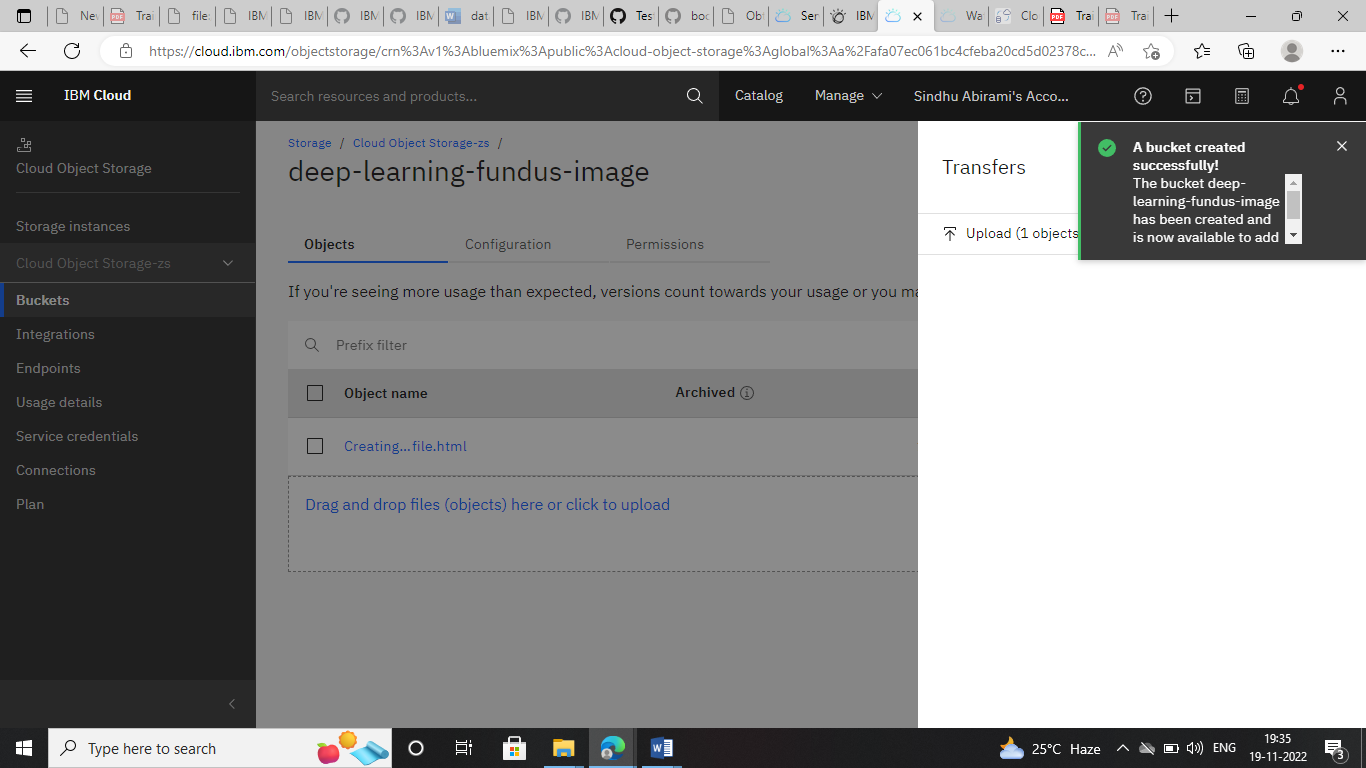 Nev
Trai
file:
IBM
IBM
IBM
IBM
dat
IBM
IBM
Tes
boc
Obt
Ser
IBM
Wa
Clo
Trai
Trai
https://cloud.ibm.com/objectstorage/crn%3Av1%3Abluemix%3Apublic%3Acloud-object-storage%3Aglobal%3Aa%2Fafa07ec061bc4cfeba20cd5d02378c...
IBM Cloud
Search resources and products...
Catalog
Manage
Sindhu Abirami's Acco...
Cloud Object Storage
Storage instances
Cloud Object Storage-zs
Buckets
Integrations
Endpoints
Usage details
Service credentials
Connections
Plan
Storage / Cloud Object Storage-zs /
deep-learning-fundus-image
Objects
Configuration
Permissions
If you're seeing more usage than expected, versions count towards your usage or you ma
Prefix filter
Object name
Archived
Creating...file.html
Drag and drop files (objects) here or click to upload
Transfers
Upload (1 objects
A bucket created
successfully!
The bucket deep-
learning-fundus-image
has been created and
is now available to add
Type here to search
25°C Haze
ENG
19:35
19-11-2022
3